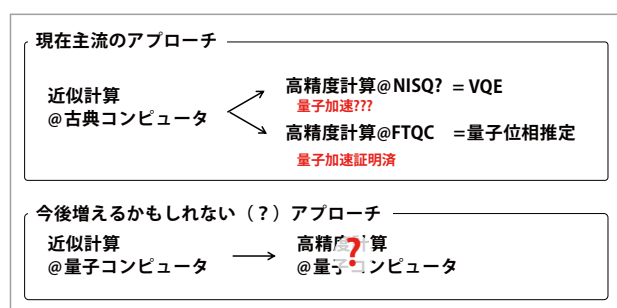 現在主流のアプローチ
近似計算
@古典コンピュータ
高精度計算@NISQ? = VQE
量子加速???
高精度計算@FTQC =量子位相推定
量子加速証明済
今後増えるかもしれない(?)アプローチ
近似計算
@量子コンピュータ
高精度計算
@量子コンピュータ
?